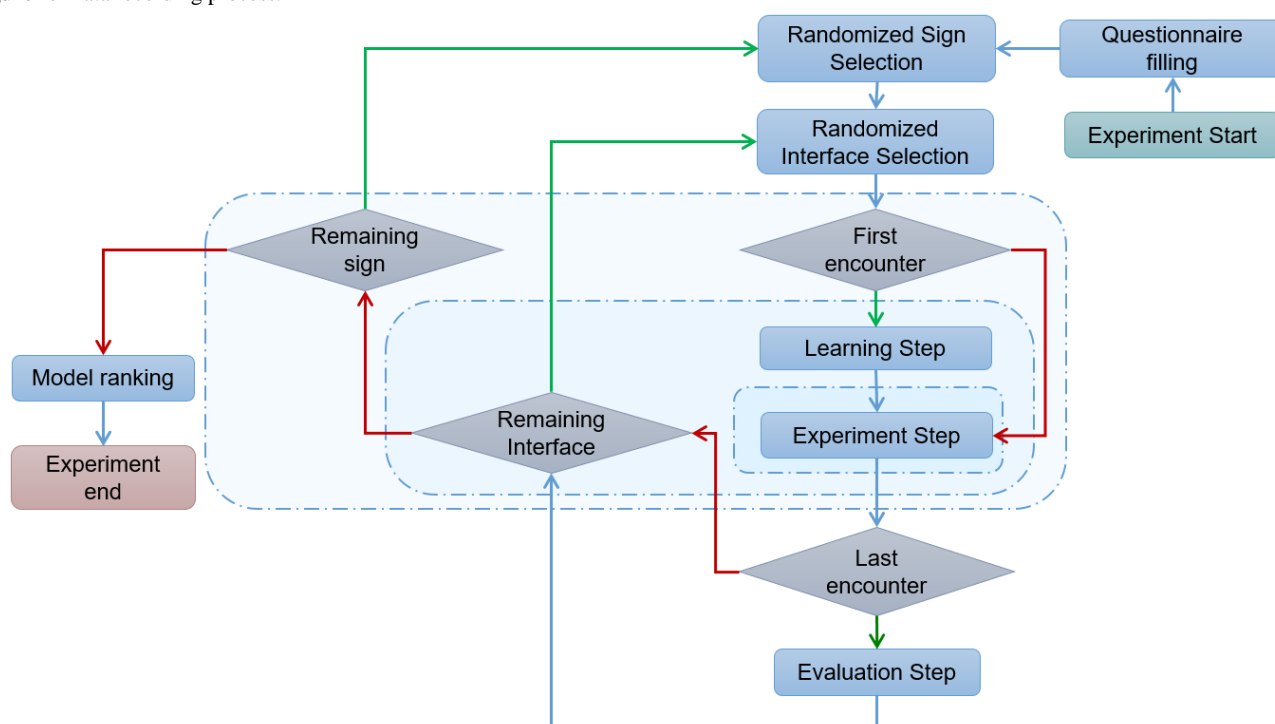 Randomized Sign
Selection
Questionnaire
filling
Experiment Start
Randomized
Interface Selection
Remaining
sign
First
encounter
Learning Step
Model ranking
Remaining
Interface
Experiment Step
Experiment
end
Last
encounter
Evaluation Step